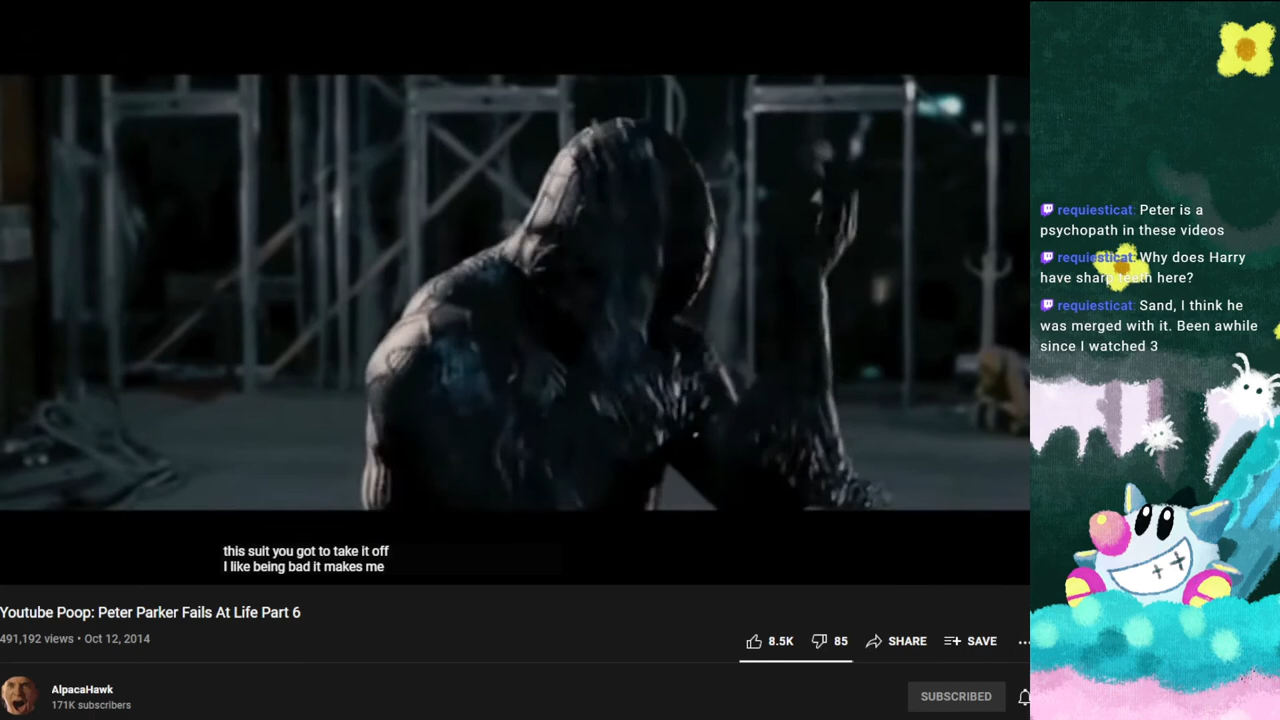 this suit you got to take it off
I like being bad it makes me
Youtube Poop: Peter Parker Fails At Life Part 6
491,192 views • Oct 12, 2014
8.5K
85
SHARE
SAVE
...
AlpacaHawk
171K subscribers
SUBSCRIBED
requiesticat: Peter is a
psychopath in these videos
requiesticat: Why does Harry
have sharp teeth here?
requiesticat: Sand, I think he
was merged with it. Been awhile
since I watched 3